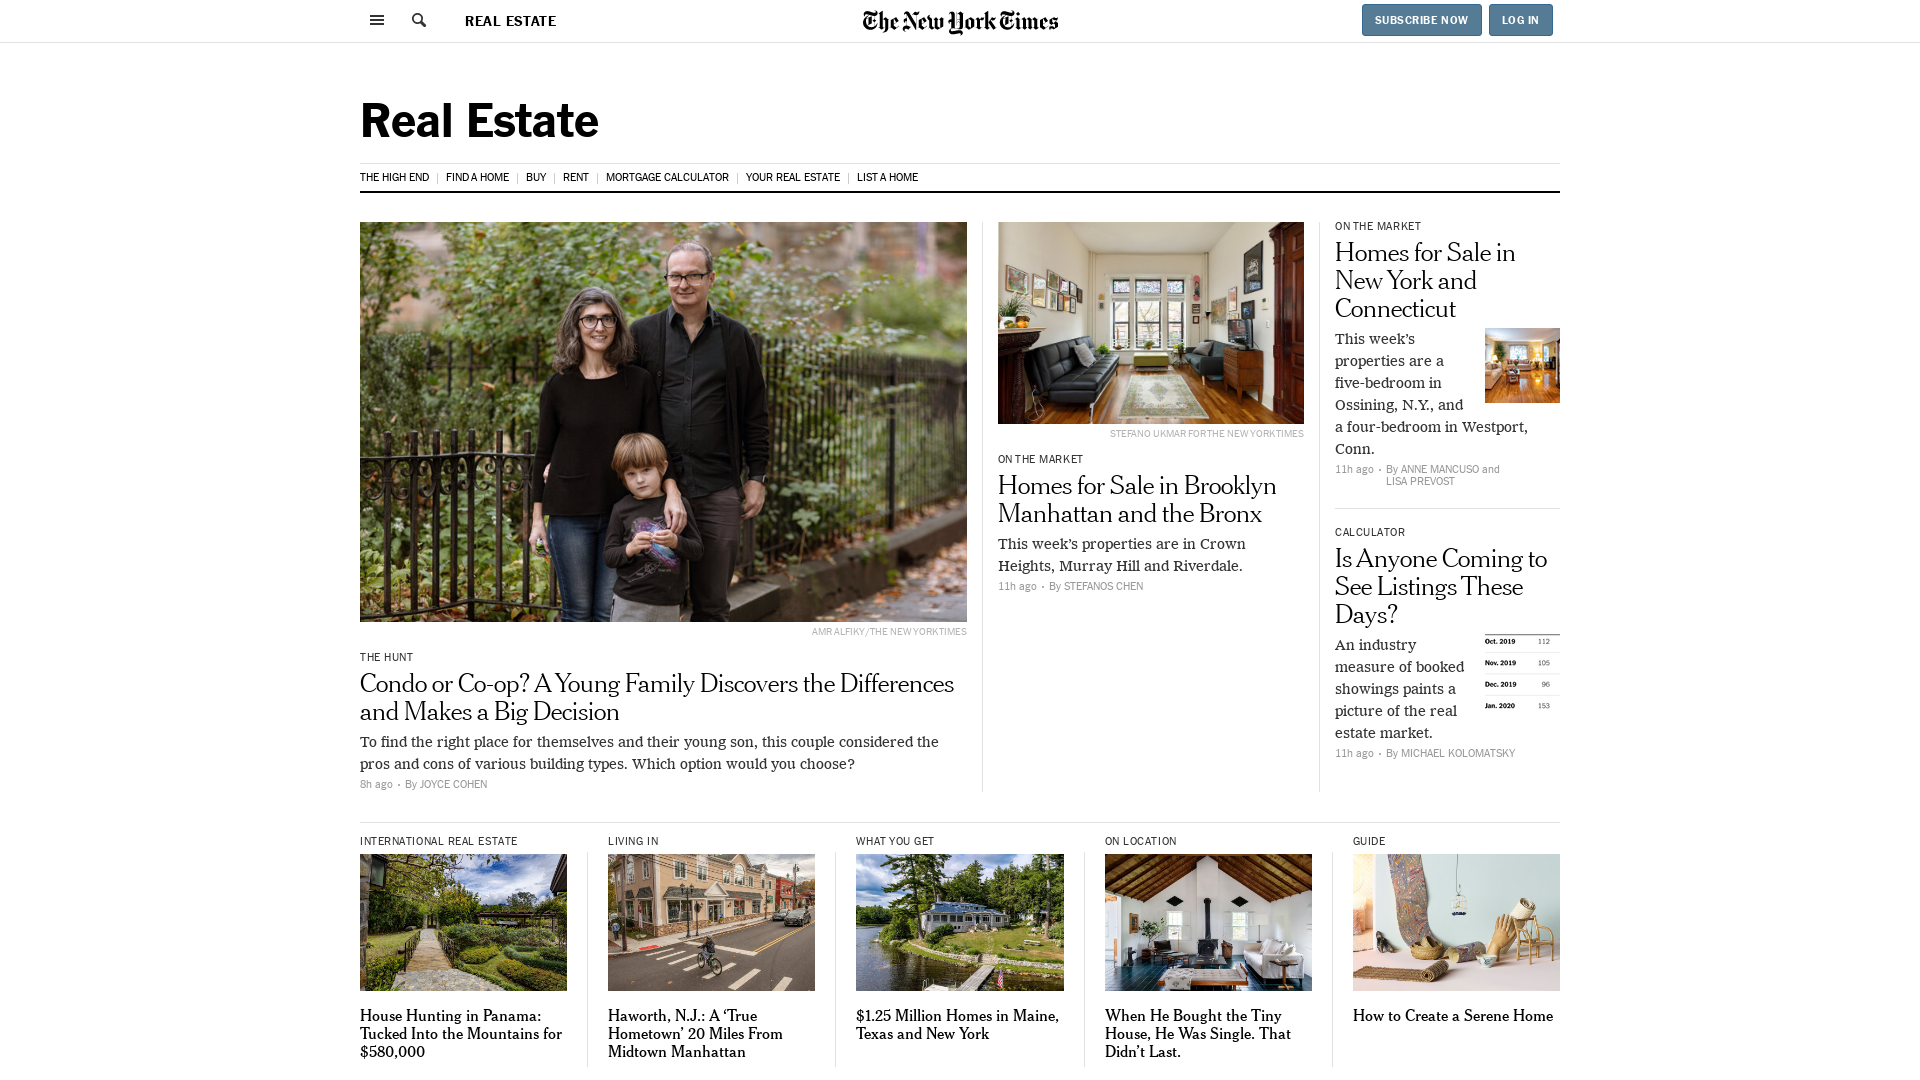 REAL ESTATE
The New York Times
SUBSCRIBE NOW
LOG IN
Real Estate
THE HIGH END
FIND A HOME
BUY
RENT
MORTGAGE CALCULATOR
YOUR REAL ESTATE
LIST A HOME
AMR ALFIKY/THE NEW YORK TIMES
THE HUNT
Condo or Co-op? A Young Family Discovers the Differences
and Makes a Big Decision
To find the right place for themselves and their young son, this couple considered the
pros and cons of various building types. Which option would you choose?
8h ago • By JOYCE COHEN
STEFANO UKMAR FOR THE NEW YORK TIMES
ON THE MARKET
Homes for Sale in Brooklyn
Manhattan and the Bronx
This week’s properties are in Crown
Heights, Murray Hill and Riverdale.
11h ago • By STEFANOS CHEN
ON THE MARKET
Homes for Sale in
New York and
Connecticut
This week’s
properties are a
five-bedroom in
Ossining, N.Y., and
a four-bedroom in Westport,
Conn.
11h ago • By ANNE MANCUSO and
LISA PREVOST
CALCULATOR
Is Anyone Coming to
See Listings These
Days?
An industry
measure of booked
showings paints a
picture of the real
estate market.
Oct. 2019 112
Nov. 2019 105
Dec. 2019 96
Jan. 2020 153
11h ago • By MICHAEL KOLOMATSKY
INTERNATIONAL REAL ESTATE
House Hunting in Panama:
Tucked Into the Mountains for
$580,000
LIVING IN
Haworth, N.J.: A ‘True
Hometown’ 20 Miles From
Midtown Manhattan
WHAT YOU GET
$1.25 Million Homes in Maine,
Texas and New York
ON LOCATION
When He Bought the Tiny
House, He Was Single. That
Didn’t Last.
GUIDE
How to Create a Serene Home